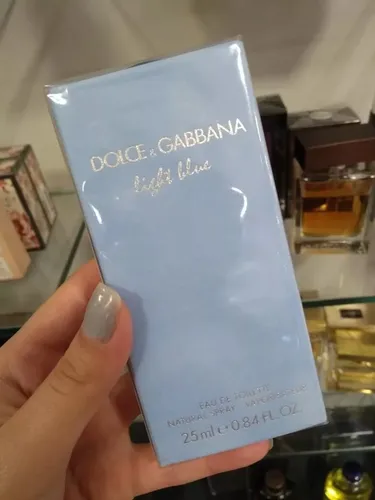 DOLCE & GABBANA
light blue
EAU DE TOILETTE
NATURAL SPRAY - VAPORISATEUR
25ml ℮ 0.84 FL.OZ.